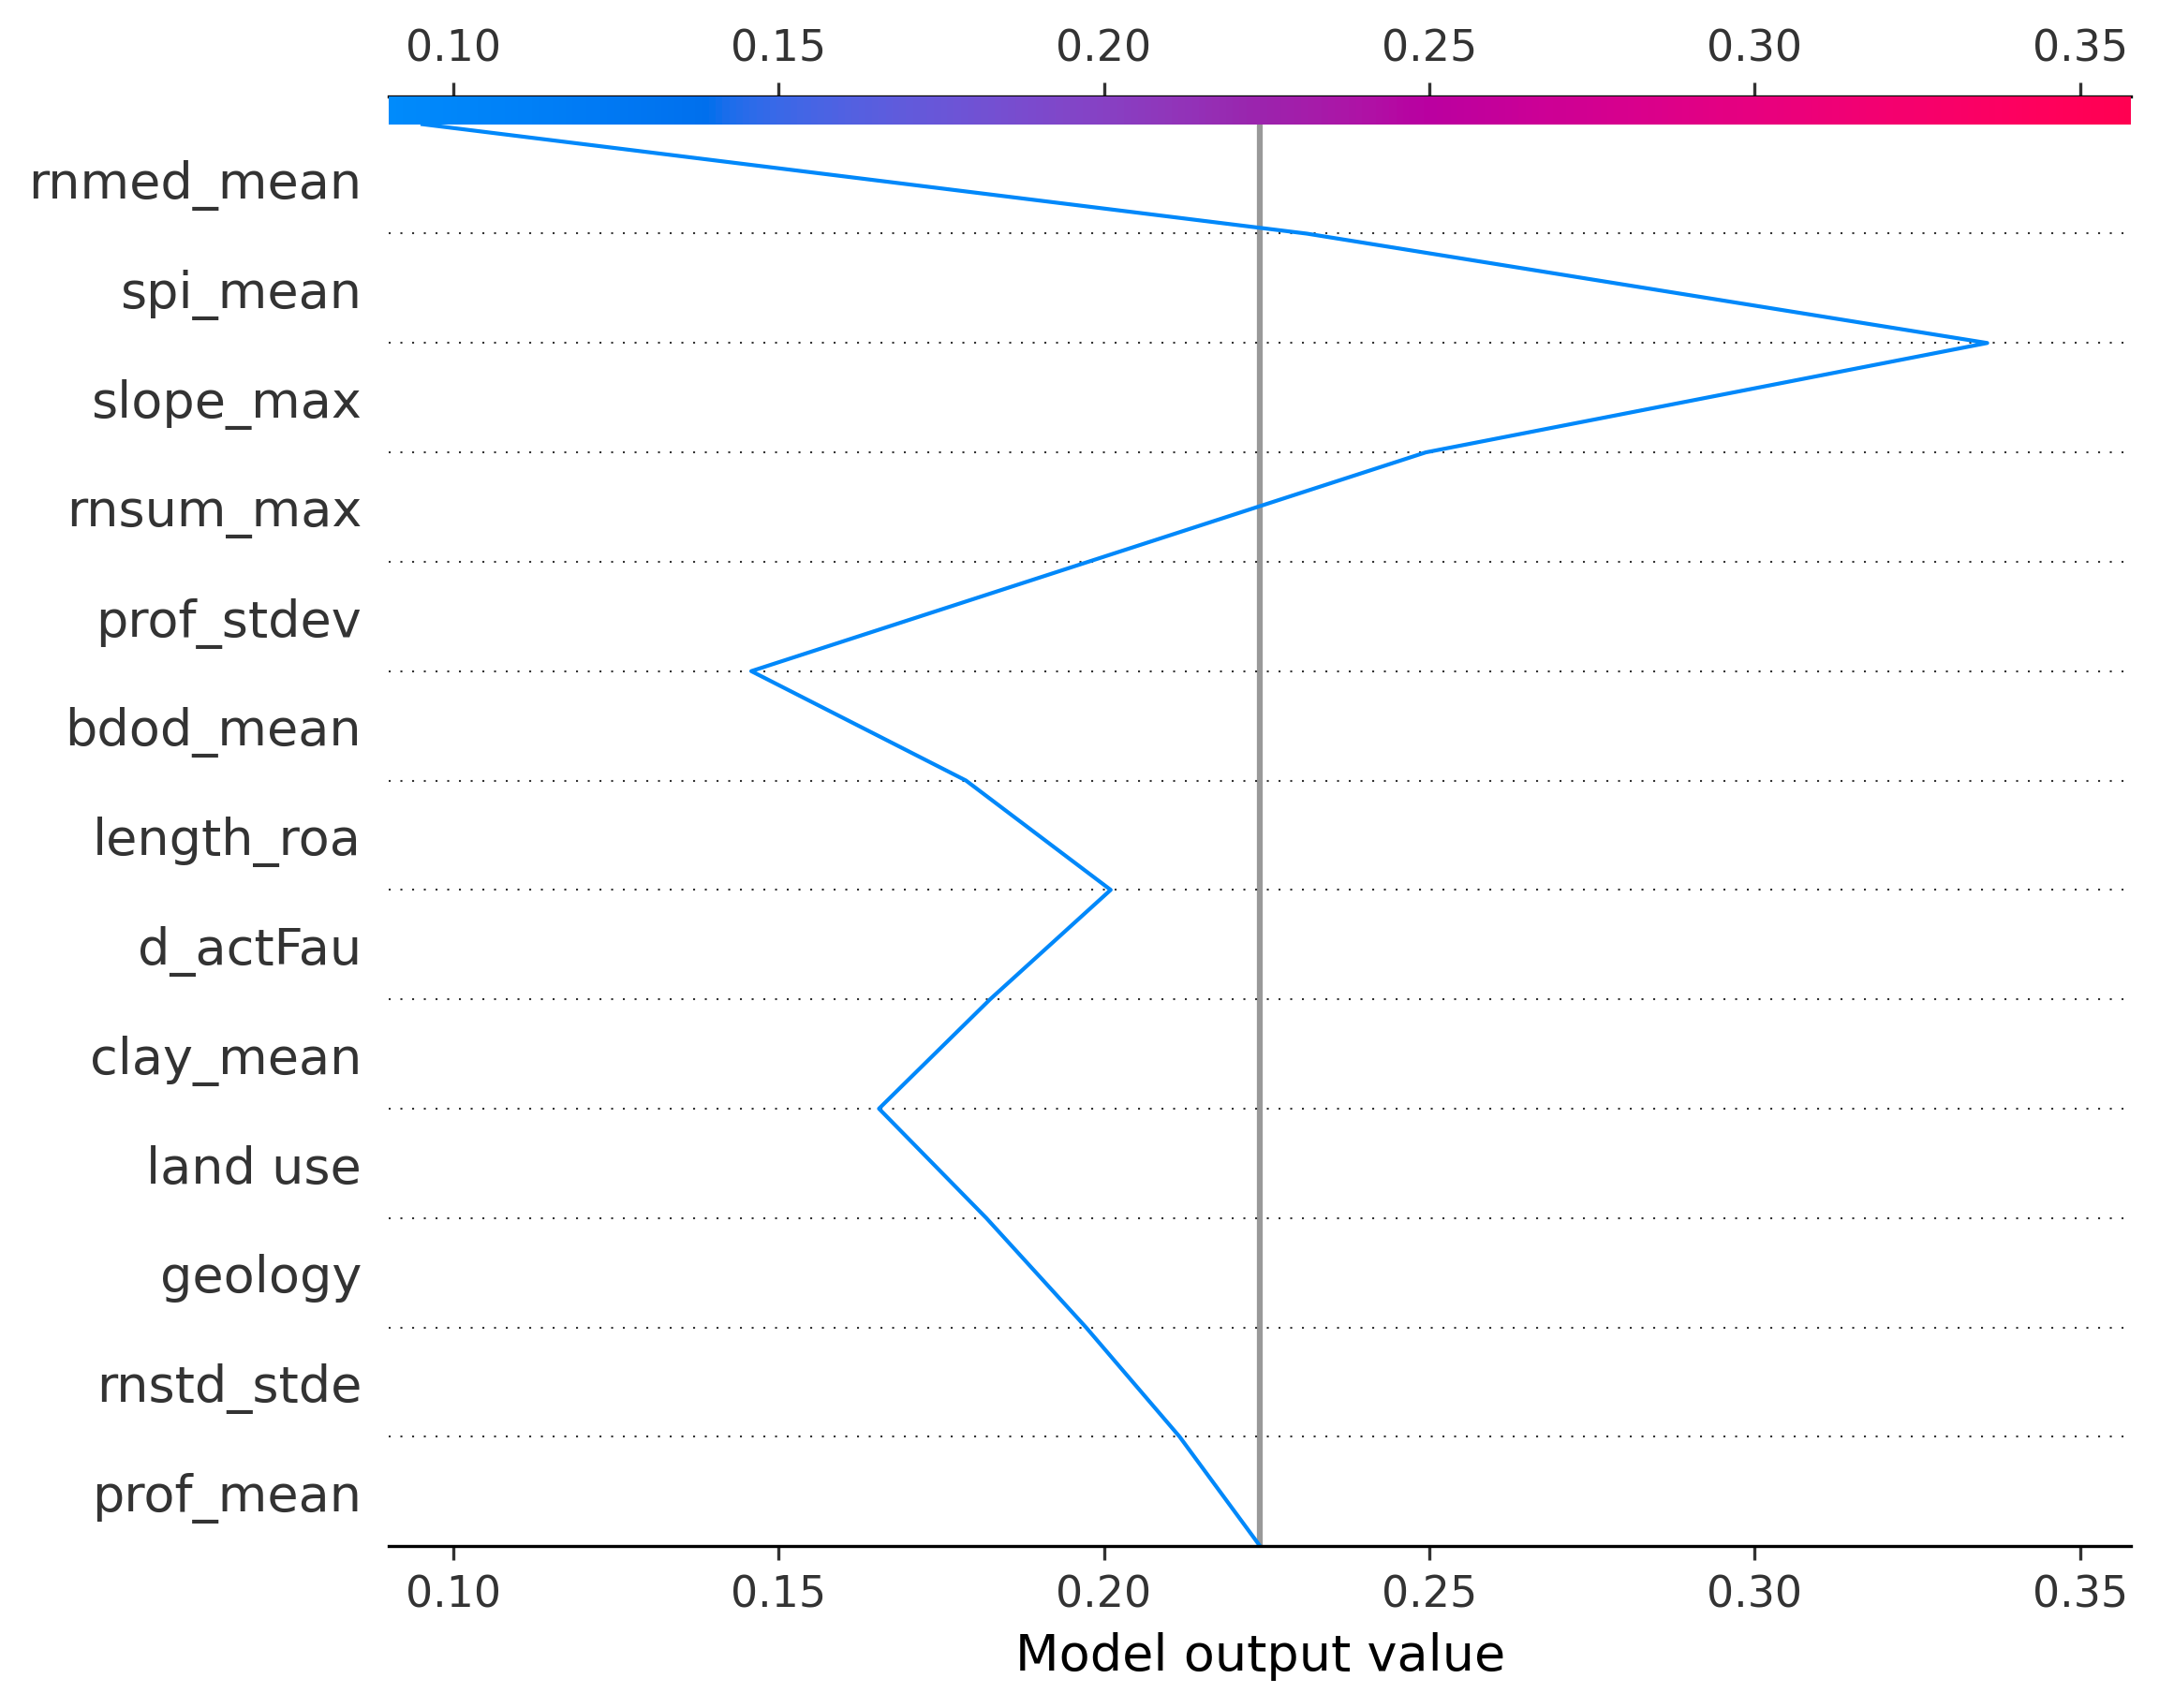 0.10 0.15 0.20 0.25 0.30 0.35
rnmed_mean
spi_mean
slope_max
rnsum_max
prof_stdev
bdod_mean
length_roa
d_actFau
clay_mean
land use
geology
rnstd_stde
prof_mean
0.10 0.15 0.20 0.25 0.30 0.35
Model output value